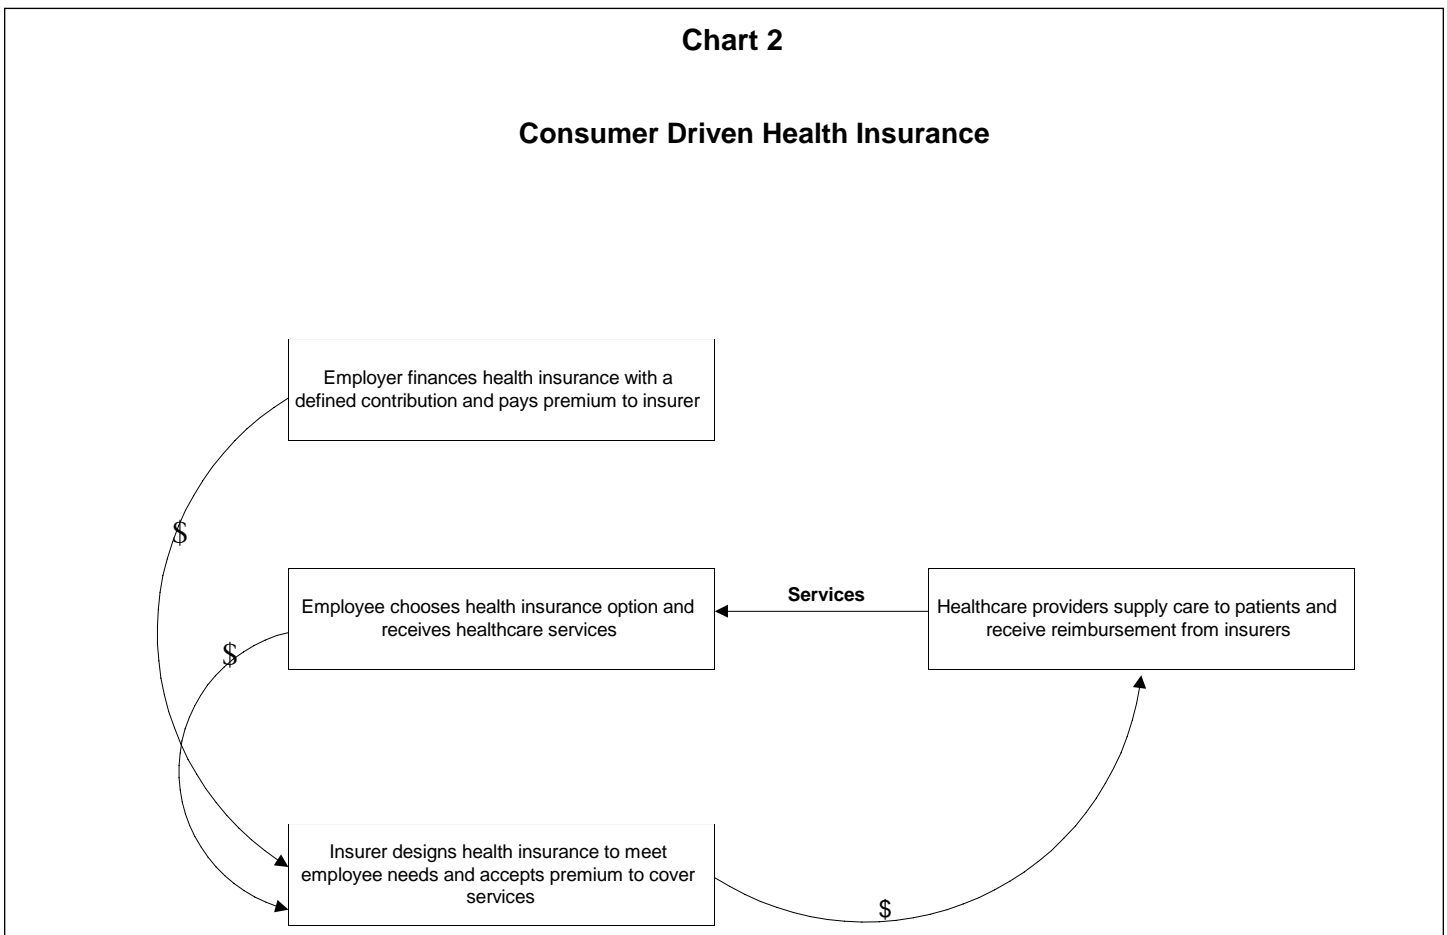 Chart 2
Consumer Driven Health Insurance
Employer finances health insurance with a
defined contribution and pays premium to insurer
$
Employee chooses health insurance option and
receives healthcare services
Services
Healthcare providers supply care to patients and
receive reimbursement from insurers
$
Insurer designs health insurance to meet
employee needs and accepts premium to cover
services
$